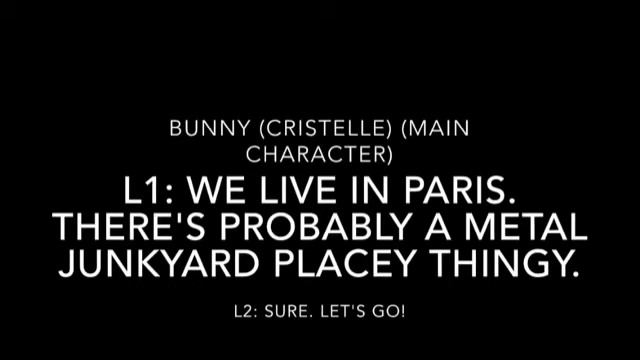 BUNNY (CRISTELLE) (MAIN
CHARACTER)
L1: WE LIVE IN PARIS.
THERE'S PROBABLY A METAL
JUNKYARD PLACEY THINGY.
L2: SURE. LET'S GO!